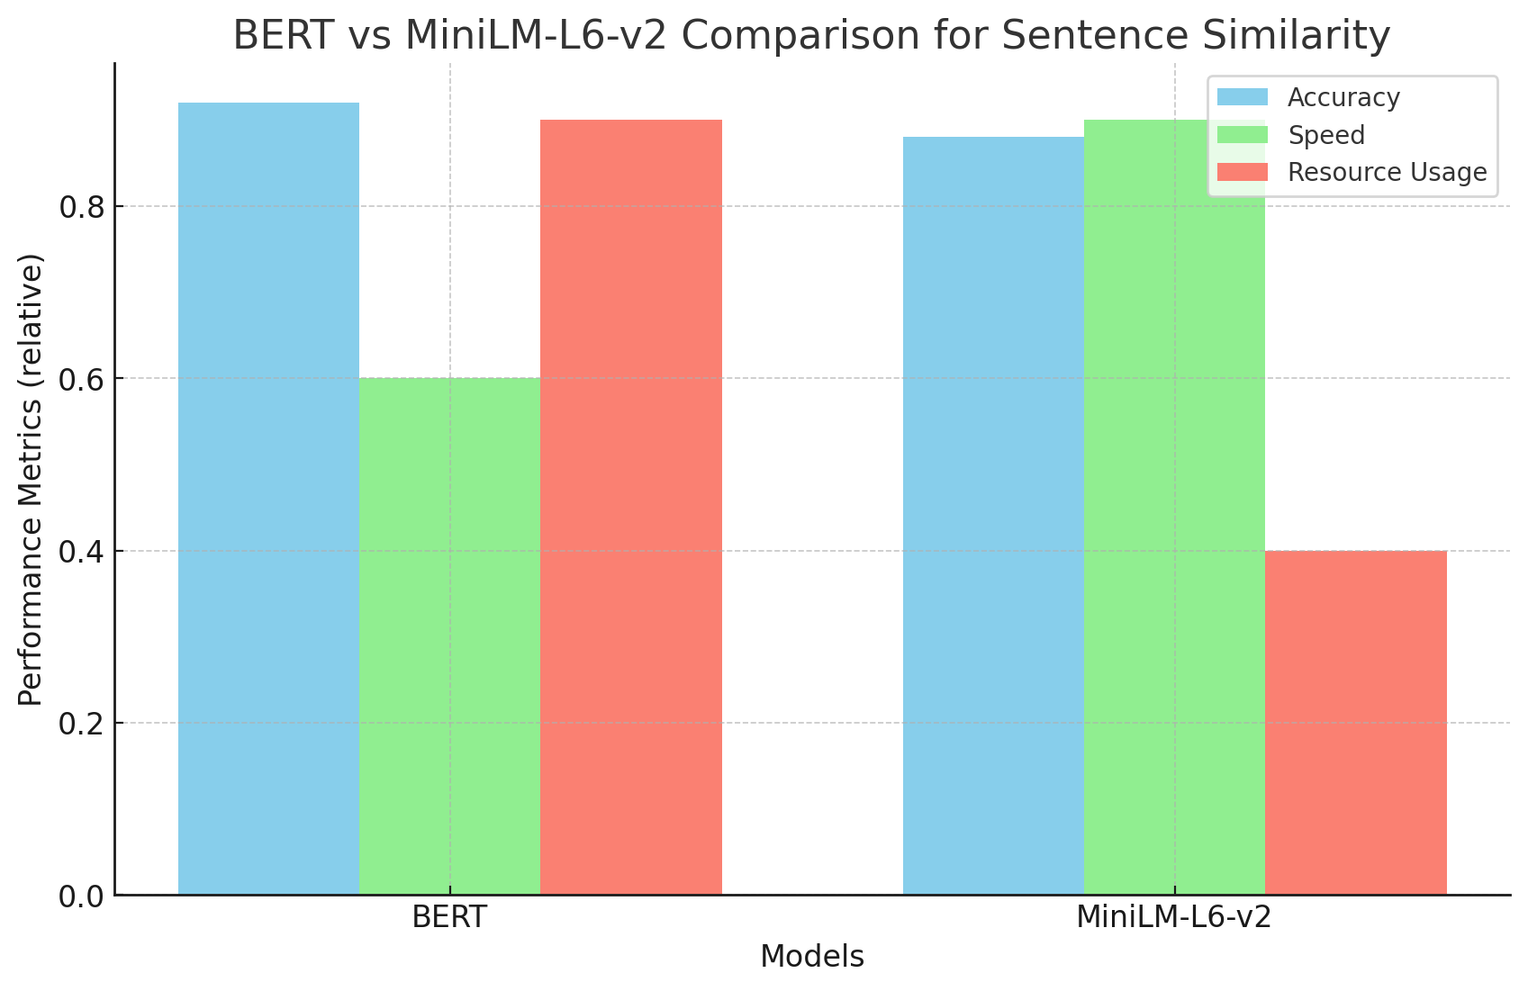 BERT vs MiniLM-L6-v2 Comparison for Sentence Similarity
Accuracy
Speed
Resource Usage
Performance Metrics (relative)
0.8
0.6
0.4
0.2
0.0
BERT
MiniLM-L6-v2
Models